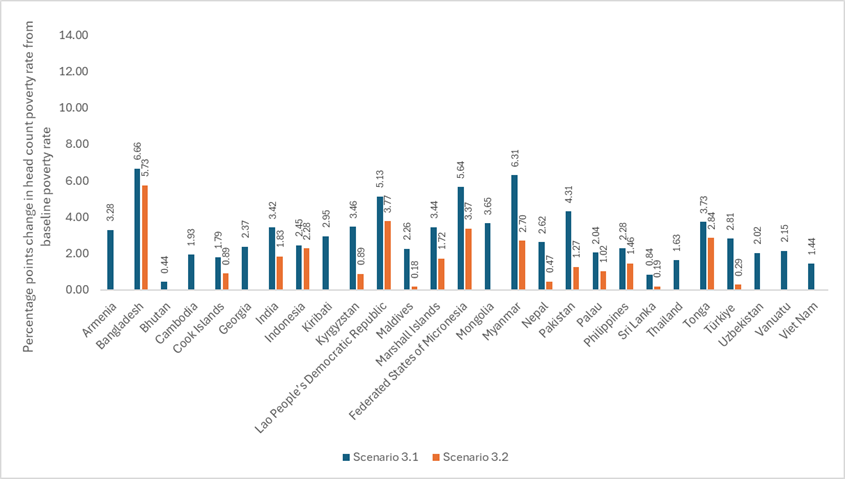 Percentage points change in head count poverty rate from
baseline poverty rate
14.00
12.00
10.00
8.00
6.00
4.00
2.00
0.00
3.28
6.66
5.73
0.44
1.93
1.79
0.89
2.37
3.42
1.83
2.45
2.28
2.95
3.46
0.89
5.13
3.77
2.26
0.18
3.44
1.72
5.64
3.37
3.65
6.31
2.70
2.62
0.47
4.31
1.27
2.04
1.02
2.28
1.46
0.84
0.19
1.63
3.73
2.84
2.81
0.29
2.02
2.15
1.44
Armenia
Bangladesh
Bhutan
Cambodia
Cook Islands
Georgia
India
Indonesia
Kiribati
Kyrgyzstan
Lao People's Democratic Republic
Maldives
Marshall Islands
Federated States of Micronesia
Mongolia
Myanmar
Nepal
Pakistan
Palau
Philippines
Sri Lanka
Thailand
Tonga
Türkiye
Uzbekistan
Vanuatu
Viet Nam
Scenario 3.1
Scenario 3.2